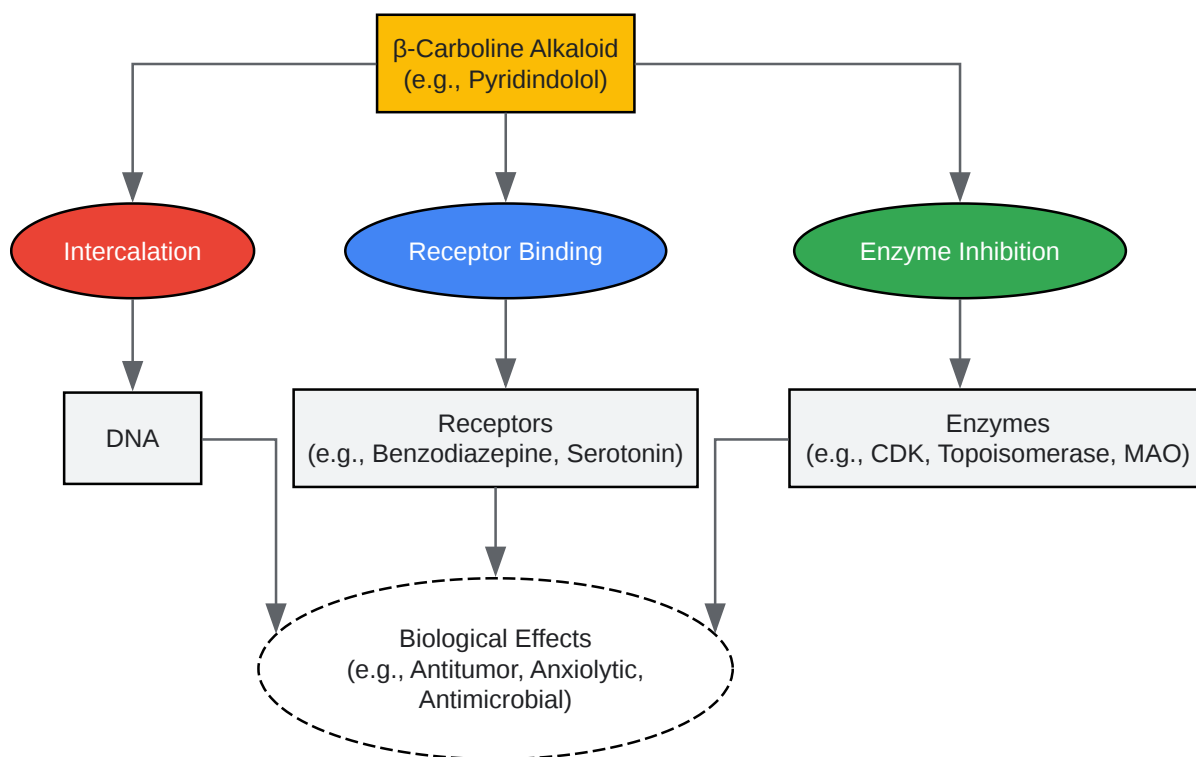 β-Carboline Alkaloid
(e.g., Pyridindolol)
Intercalation
Receptor Binding
Enzyme Inhibition
DNA
Receptors
(e.g., Benzodiazepine, Serotonin)
Enzymes
(e.g., CDK, Topoisomerase, MAO)
Biological Effects
(e.g., Antitumor, Anxiolytic,
Antimicrobial)